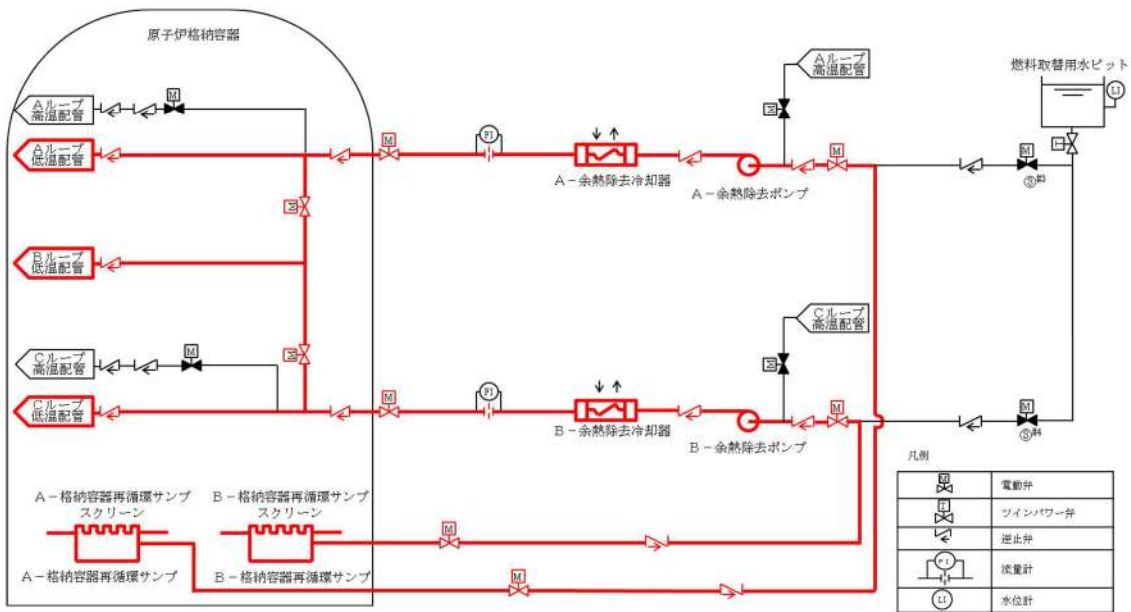 原子炉格納容器
Aループ
高温配管
M
Aループ
低温配管
M
Bループ
低温配管
M
Cループ
高温配管
M
Cループ
低温配管
M
FI
A-余熱除去冷却器
A-余熱除去ポンプ
M
Aループ
高温配管
M
燃料取替用水ピット
LI
T
M
M
FI
B-余熱除去冷却器
B-余熱除去ポンプ
M
Cループ
高温配管
M
M
A-格納容器再循環サンプ
スクリーン
A-格納容器再循環サンプ
B-格納容器再循環サンプ
スクリーン
B-格納容器再循環サンプ
M
M
凡例
M
電動弁
T
ツインパワー弁
逆止弁
FI
流量計
LI
水位計